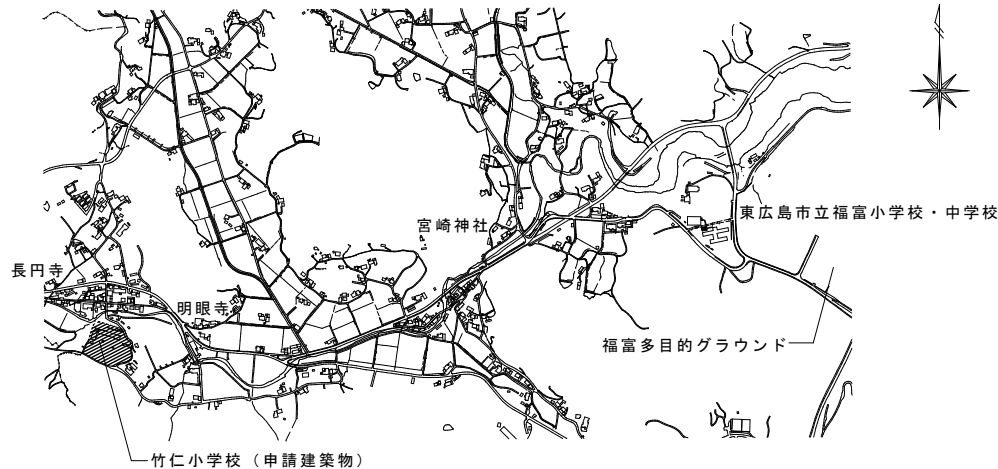 宮崎神社
東広島市立福富小学校・中学校
長円寺
明眼寺
福富多目的グラウンド
竹仁小学校（申請建築物）